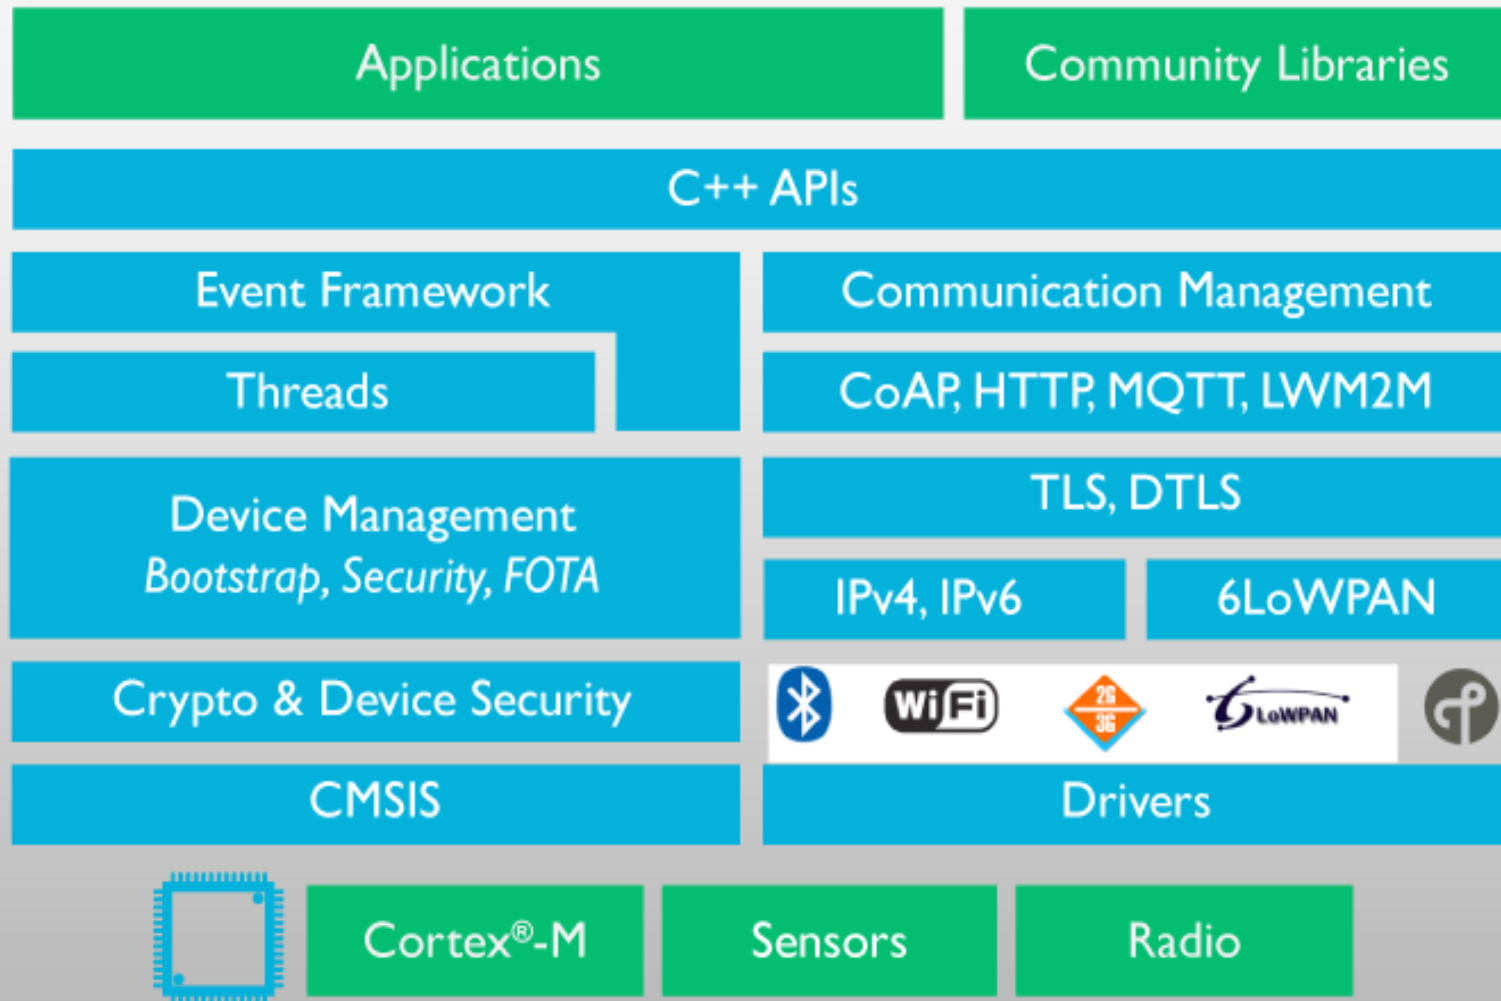 Applications
Community Libraries
C++ APIs
Event Framework
Communication Management
Threads
CoAP, HTTP, MQTT, LWM2M
Device Management
Bootstrap, Security, FOTA
TLS, DTLS
IPv4, IPv6
6LoWPAN
Crypto & Device Security
WiFi
2G
3G
6LoWPAN
CMSIS
Drivers
Cortex®-M
Sensors
Radio